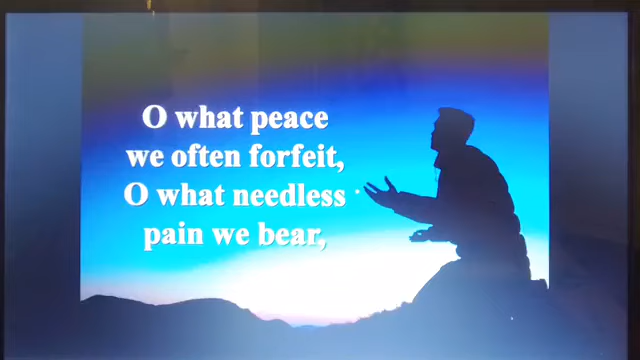 O what peace
we often forfeit,
O what needless
pain we bear,